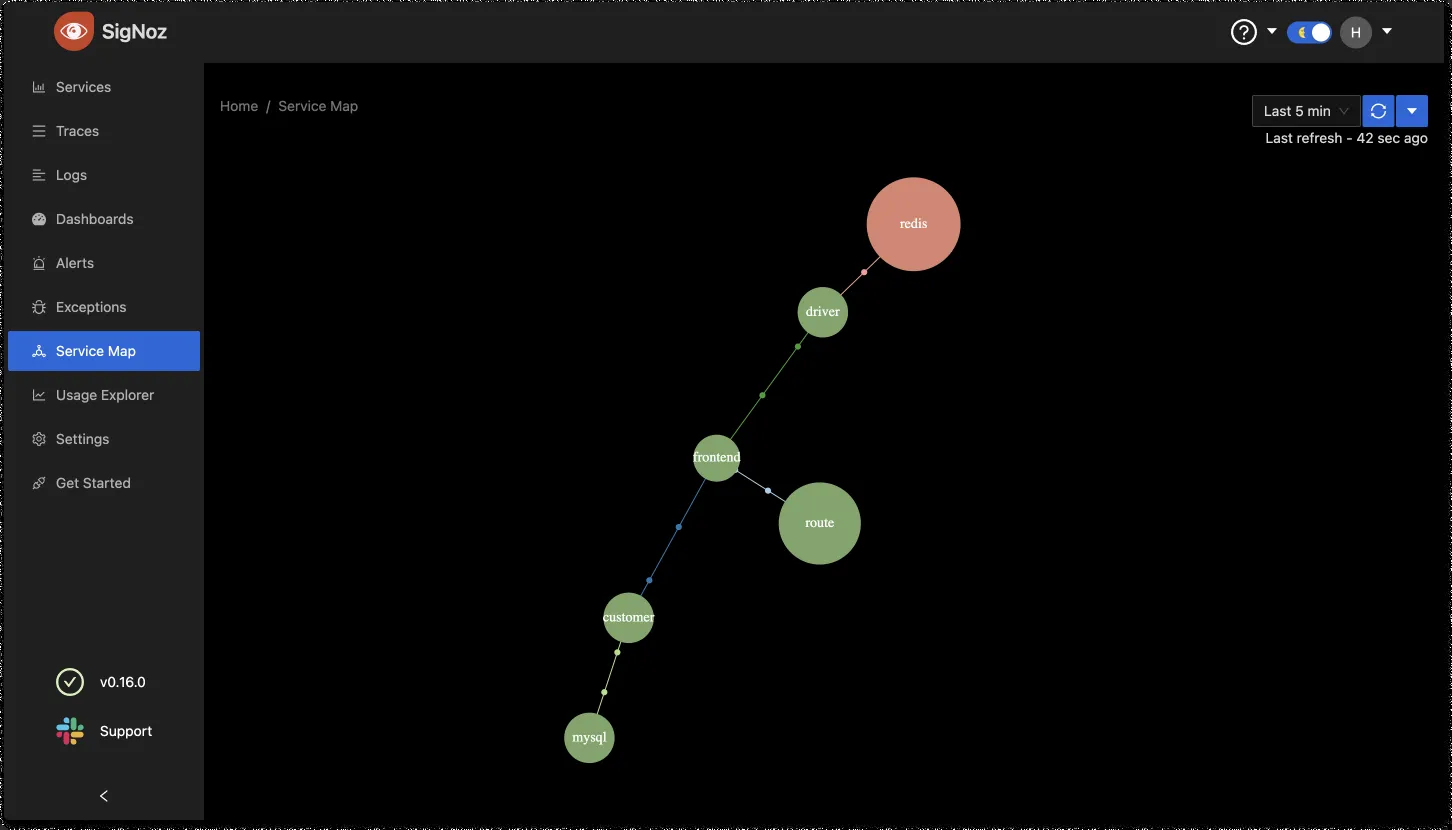 SigNoz
H
Services
Traces
Logs
Dashboards
Alerts
Exceptions
Service Map
Usage Explorer
Settings
Get Started
v0.16.0
Support
Home / Service Map
Last 5 min
Last refresh - 42 sec ago
redis
driver
frontend
route
customer
mysql